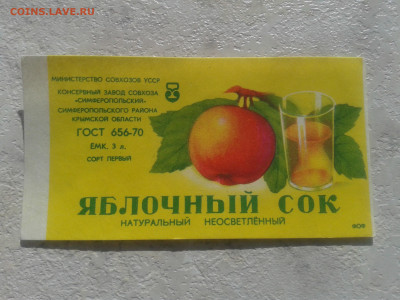 COINS.LAVE.RU
МИНИСТЕРСТВО СОВХОЗОВ УССР
КОНСЕРВНЫЙ ЗАВОД СОВХОЗА
«СИМФЕРОПОЛЬСКИЙ»
СИМФЕРОПОЛЬСКОГО РАЙОНА
КРЫМСКОЙ ОБЛАСТИ
ГОСТ 656-70
ЁМК. 3 л.
СОРТ ПЕРВЫЙ
ЯБЛОЧНЫЙ СОК
НАТУРАЛЬНЫЙ НЕОСВЕТЛЁННЫЙ